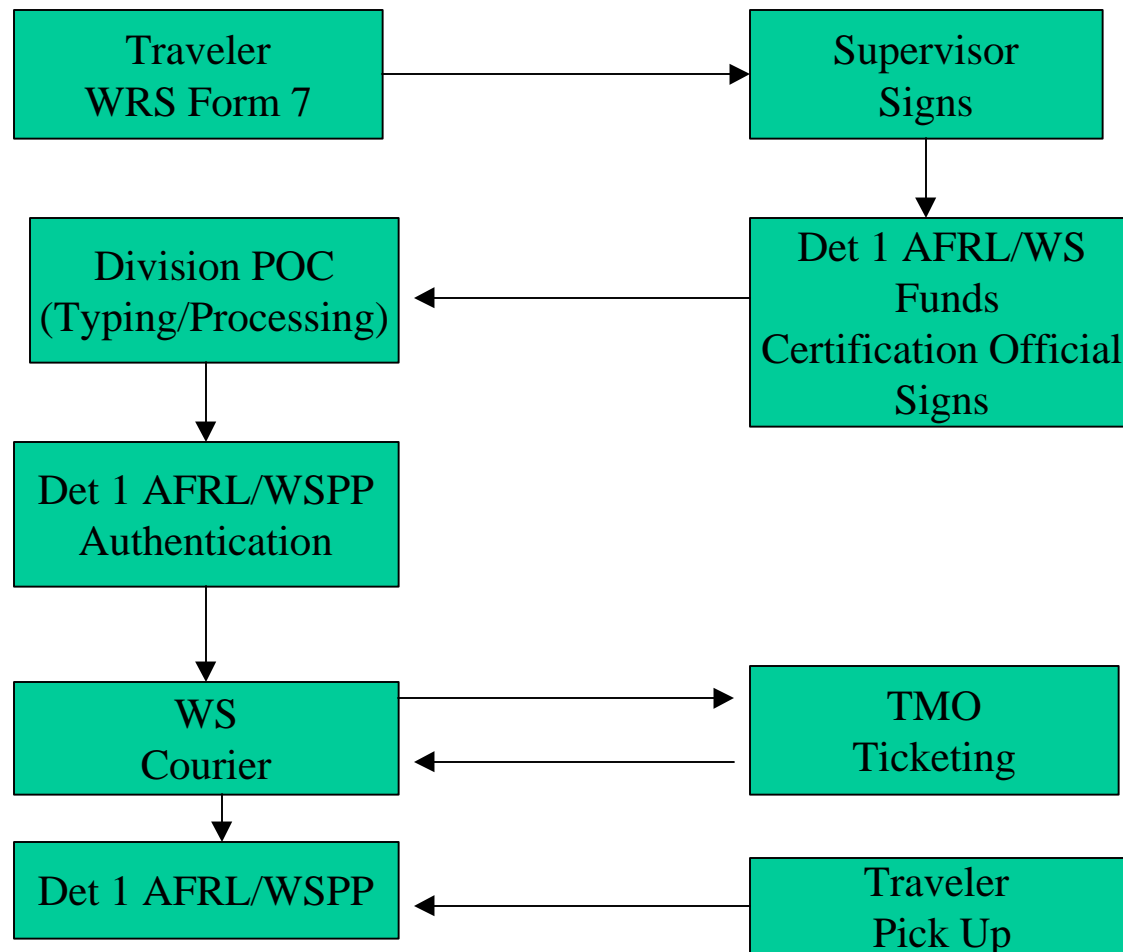 Traveler
WRS Form 7
Supervisor
Signs
Det 1 AFRL/WS
Funds
Certification Official
Signs
Division POC
(Typing/Processing)
Det 1 AFRL/WSPP
Authentication
WS
Courier
TMO
Ticketing
Det 1 AFRL/WSPP
Traveler
Pick Up